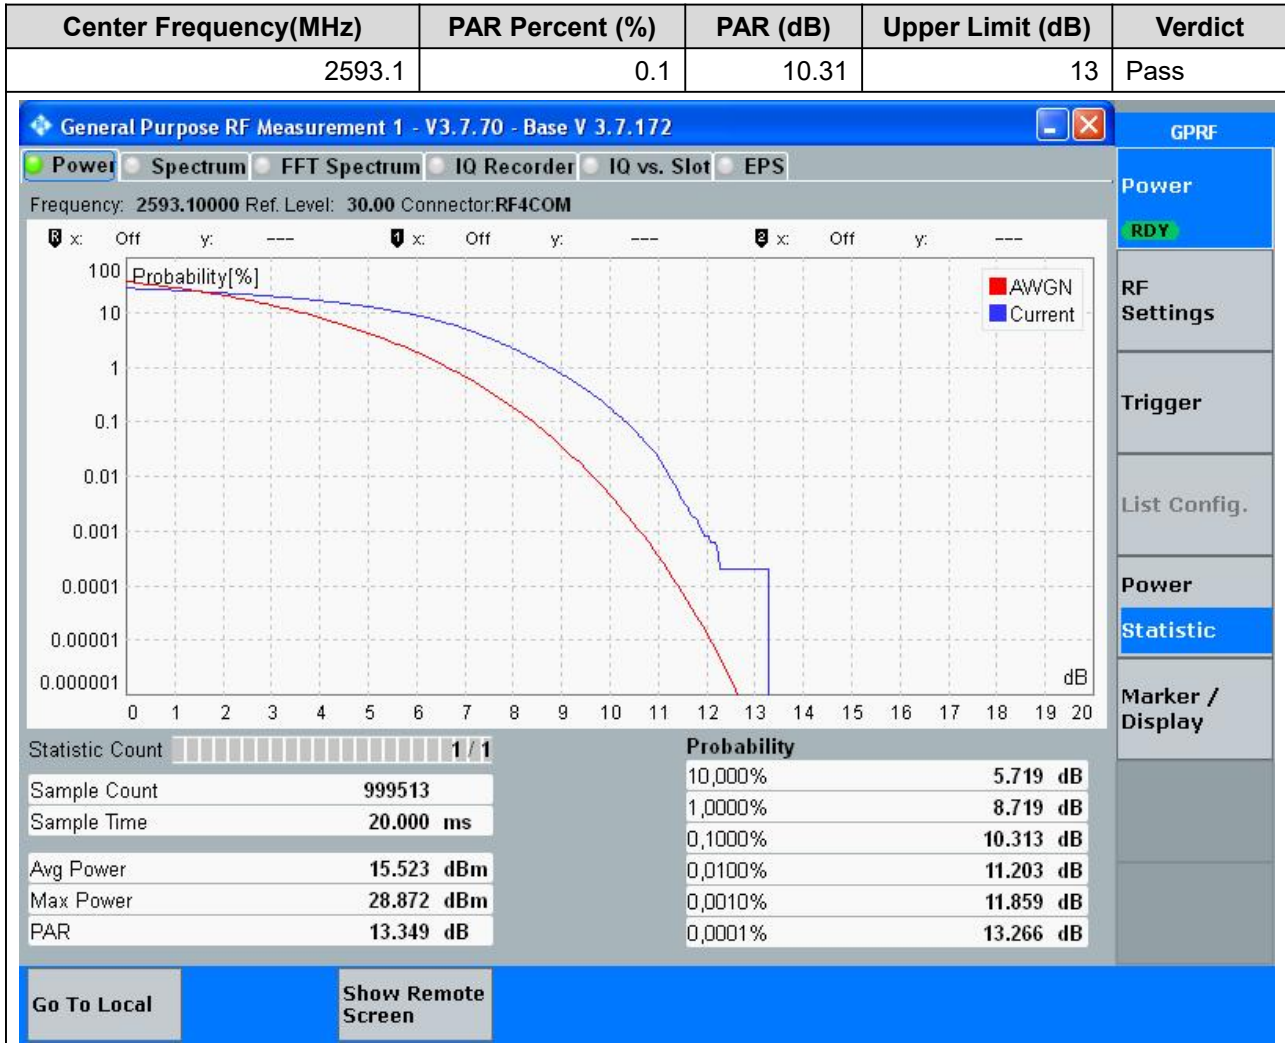 Center Frequency(MHz) PAR Percent (%) PAR (dB) Upper Limit (dB) Verdict
2593.1 0.1 10.31 13 Pass
General Purpose RF Measurement 1 - V3.7.70 - Base V 3.7.172
GPRF
Power Spectrum FFT Spectrum IQ Recorder IQ vs. Slot EPS
Frequency: 2593.10000 Ref. Level: 30.00 Connector:RF4COM
R x: Off y: --- 1 x: Off y: --- 2 x: Off y: ---
Probability[%]
AWGN
Current
100
10
1
0.1
0.01
0.001
0.0001
0.00001
0.000001
dB
0 1 2 3 4 5 6 7 8 9 10 11 12 13 14 15 16 17 18 19 20
Statistic Count 1 / 1
Sample Count 999513
Sample Time 20.000 ms
Avg Power 15.523 dBm
Max Power 28.872 dBm
PAR 13.349 dB
Probability
10,000% 5.719 dB
1,0000% 8.719 dB
0,1000% 10.313 dB
0,0100% 11.203 dB
0,0010% 11.859 dB
0,0001% 13.266 dB
Power
RDY
RF
Settings
Trigger
List Config.
Power
Statistic
Marker /
Display
Go To Local
Show Remote
Screen